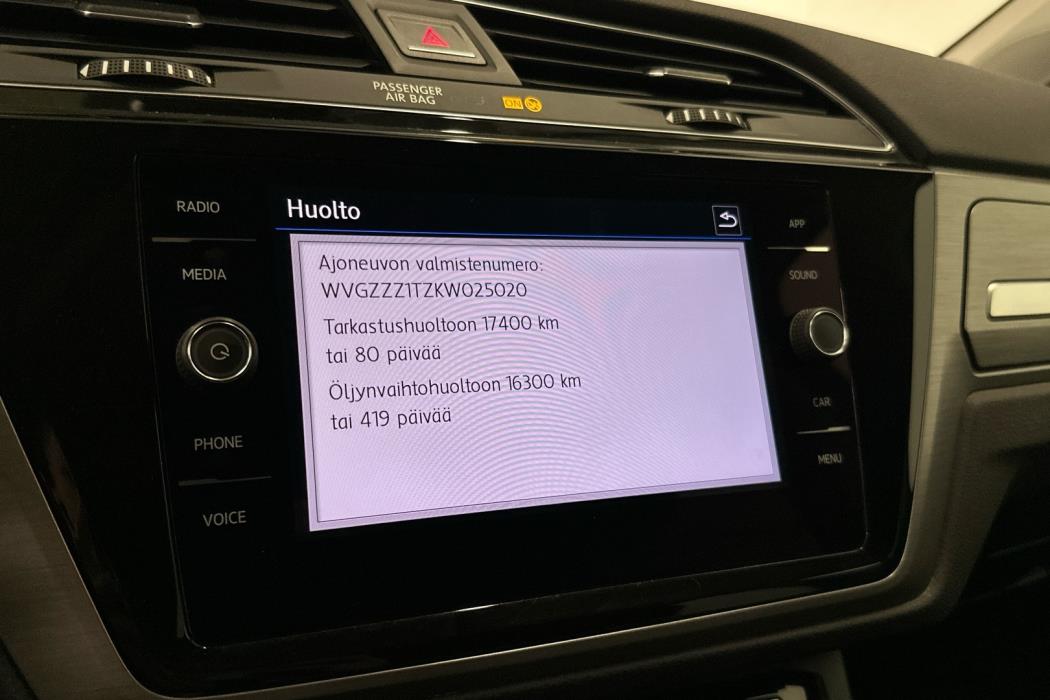 PASSENGER
AIR BAG
ON
RADIO
MEDIA
PHONE
VOICE
Huolto
Ajoneuvon valmistenumero:
WVGZZZ1TZKW025020
Tarkastushuoltoon 17400 km
tai 80 päivää
Öljynvaihtohuoltoon 16300 km
tai 419 päivää
APP
SOUND
CAR
MENU